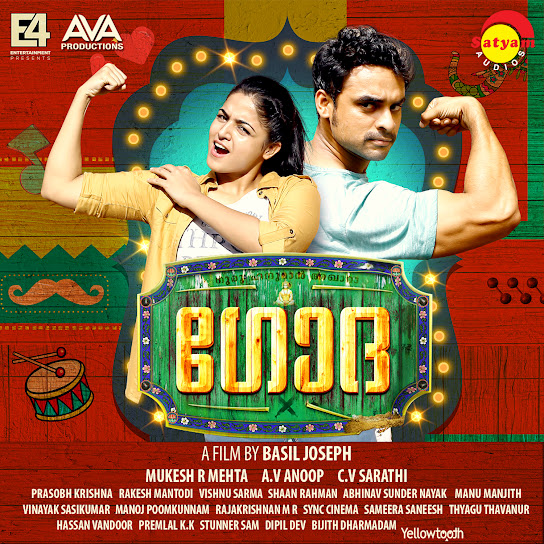 E4
ENTERTAINMENT
PRESENTS
AVA
PRODUCTIONS
Satyam
AUDIOS
ഗോദ
A FILM BY BASIL JOSEPH
MUKESH R MEHTA A.V ANOOP C.V SARATHI
PRASOBH KRISHNA RAKESH MANTODI VISHNU SARMA SHAAN RAHMAN ABHINAV SUNDER NAYAK MANU MANJITH
VINAYAK SASIKUMAR MANOJ POOMKUNNAM RAJAKRISHNAN M R SYNC CINEMA SAMEERA SANEESH THYAGU THAVANUR
HASSAN VANDOOR PREMLAL K.K STUNNER SAM DIPIL DEV BIJITH DHARMADAM
Yellowtooth